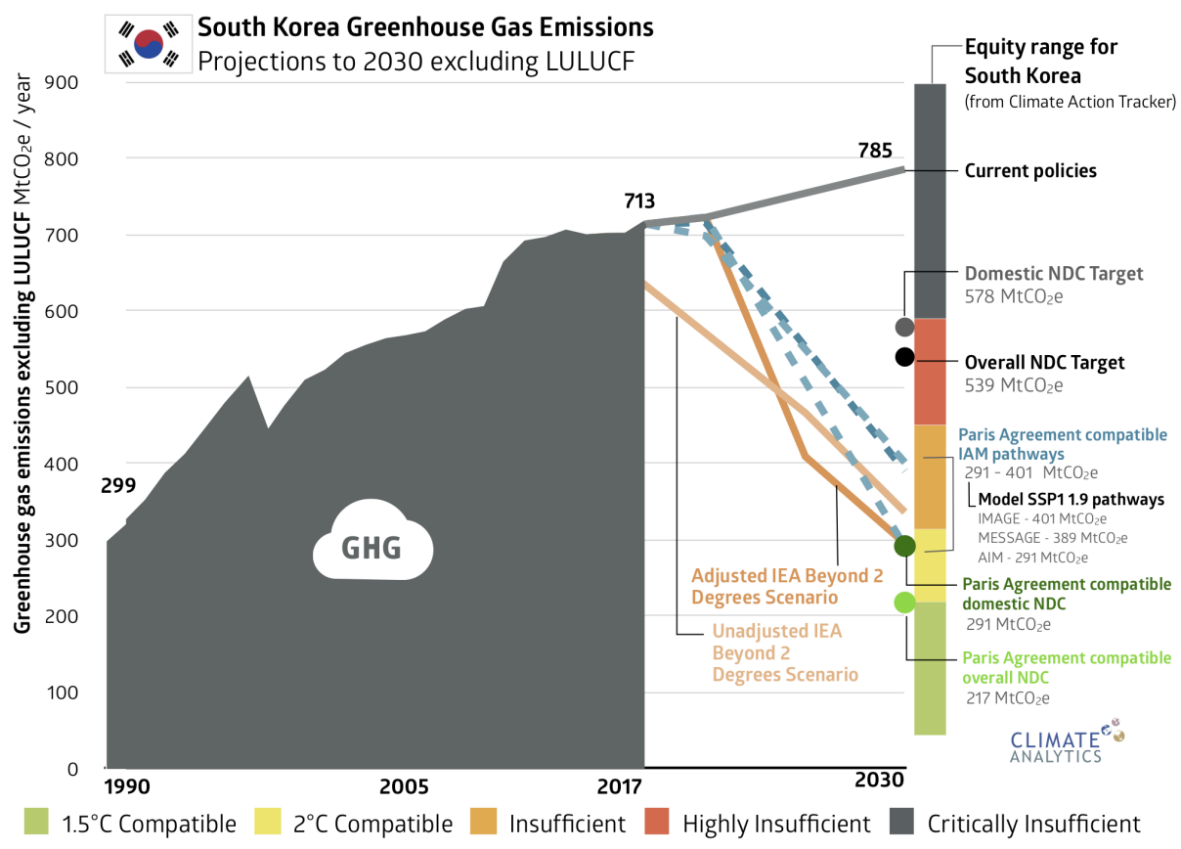 South Korea Greenhouse Gas Emissions
Projections to 2030 excluding LULUCF
Greenhouse gas emissions excluding LULUCF MtCO₂e / year
900
800
700
600
500
400
300
200
100
0
299
713
785
GHG
1990
2005
2017
2030
Adjusted IEA Beyond 2
Degrees Scenario
Unadjusted IEA
Beyond 2
Degrees Scenario
Equity range for
South Korea
(from Climate Action Tracker)
Current policies
Domestic NDC Target
578 MtCO₂e
Overall NDC Target
539 MtCO₂e
Paris Agreement compatible
IAM pathways
291 - 401 MtCO₂e
Model SSP1 1.9 pathways
IMAGE - 401 MtCO₂e
MESSAGE - 389 MtCO₂e
AIM - 291 MtCO₂e
Paris Agreement compatible
domestic NDC
291 MtCO₂e
Paris Agreement compatible
overall NDC
217 MtCO₂e
CLIMATE
ANALYTICS
1.5°C Compatible
2°C Compatible
Insufficient
Highly Insufficient
Critically Insufficient